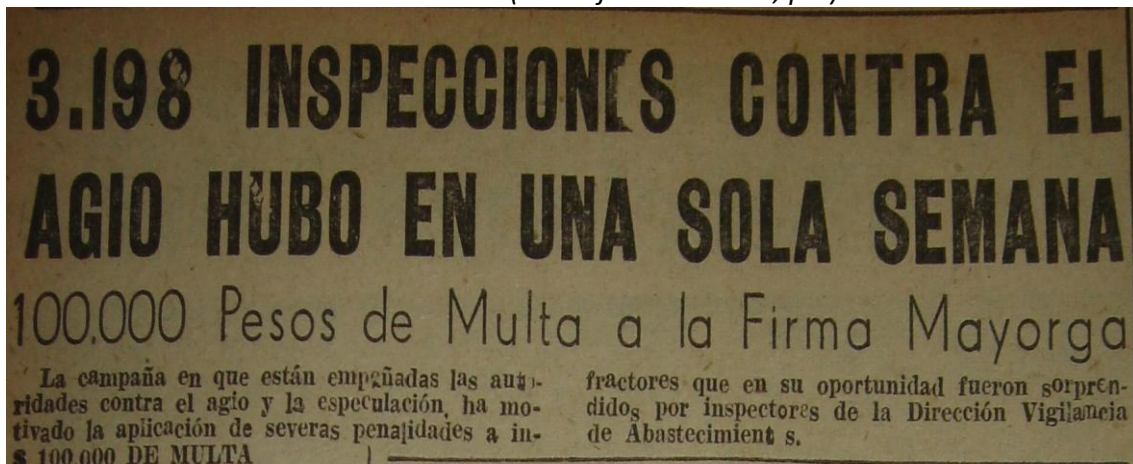 3.198 INSPECCIONES CONTRA EL
AGIO HUBO EN UNA SOLA SEMANA
100.000 Pesos de Multa a la Firma Mayorga
La campaña en que están empeñadas las auto-
ridades contra el agio y la especulación, ha mo-
tivado la aplicación de severas penalidades a in-
fractores que en su oportunidad fueron sorpren-
didos por inspectores de la Dirección Vigilancia
de Abastecimient s.
$ 100.000 DE MULTA